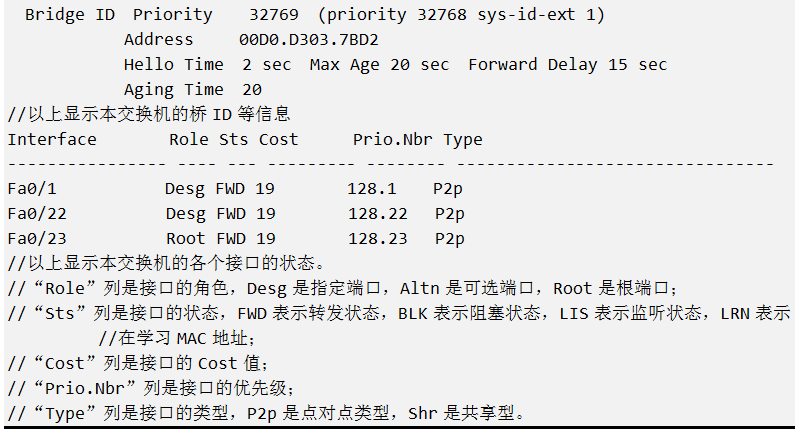 Bridge ID  Priority    32769  (priority 32768 sys-id-ext 1)
Address     00D0.D303.7BD2
Hello Time  2 sec  Max Age 20 sec  Forward Delay 15 sec
Aging Time  20
//以上显示本交换机的桥 ID 等信息
Interface        Role Sts Cost      Prio.Nbr Type
---------------- ---- --- --------- -------- --------------------------------
Fa0/1            Desg FWD 19        128.1    P2p
Fa0/22           Desg FWD 19        128.22   P2p
Fa0/23           Root FWD 19        128.23   P2p
//以上显示本交换机的各个接口的状态。
//“Role”列是接口的角色，Desg 是指定端口，Altn 是可选端口，Root 是根端口；
//“Sts”列是接口的状态，FWD 表示转发状态，BLK 表示阻塞状态，LIS 表示监听状态，LRN 表示
//在学习 MAC 地址；
//“Cost”列是接口的 Cost 值；
//“Prio.Nbr”列是接口的优先级；
//“Type”列是接口的类型，P2p 是点对点类型，Shr 是共享型。